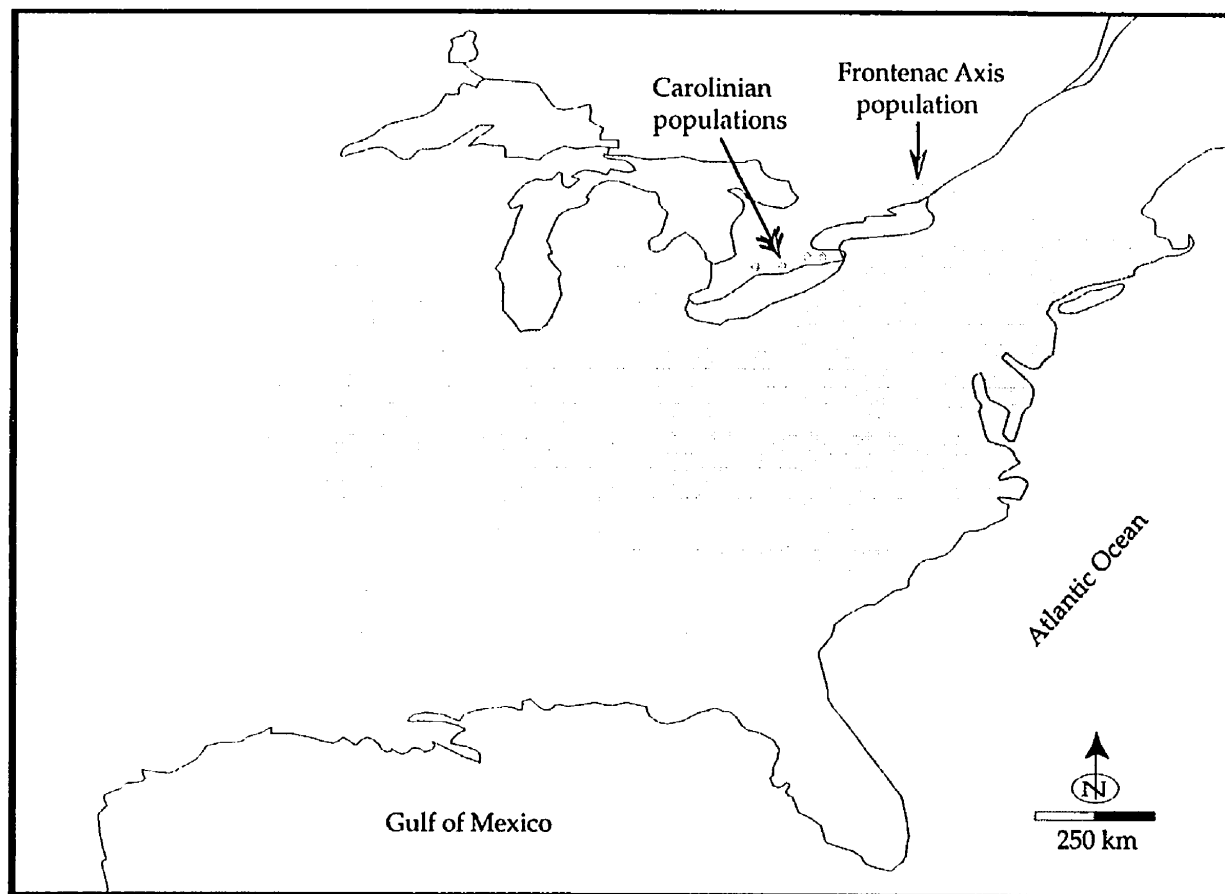 Frontenac Axis
population
Carolinian
populations
Atlantic Ocean
Gulf of Mexico
N
250 km